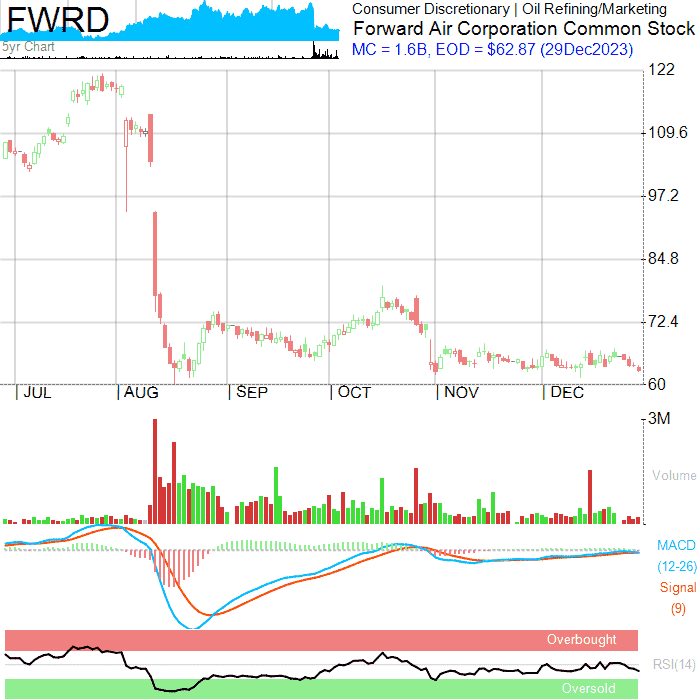 FWRD
5yr Chart
Consumer Discretionary | Oil Refining/Marketing
Forward Air Corporation Common Stock
MC = 1.6B, EOD = $62.87 (29Dec2023)
122
109.6
97.2
84.8
72.4
60
JUL AUG SEP OCT NOV DEC
3M
Volume
MACD
(12-26)
Signal
(9)
Overbought
RSI(14)
Oversold